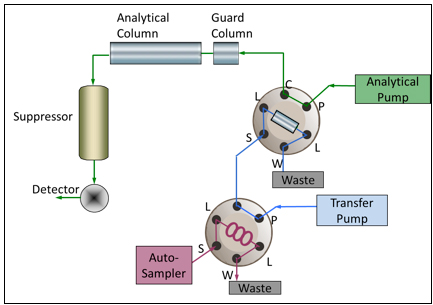 Analytical
Column
Guard
Column
C
L
P
Analytical
Pump
Suppressor
S
L
W
Waste
Detector
L
P
Transfer
Pump
S
L
Auto-
Sampler
W
Waste